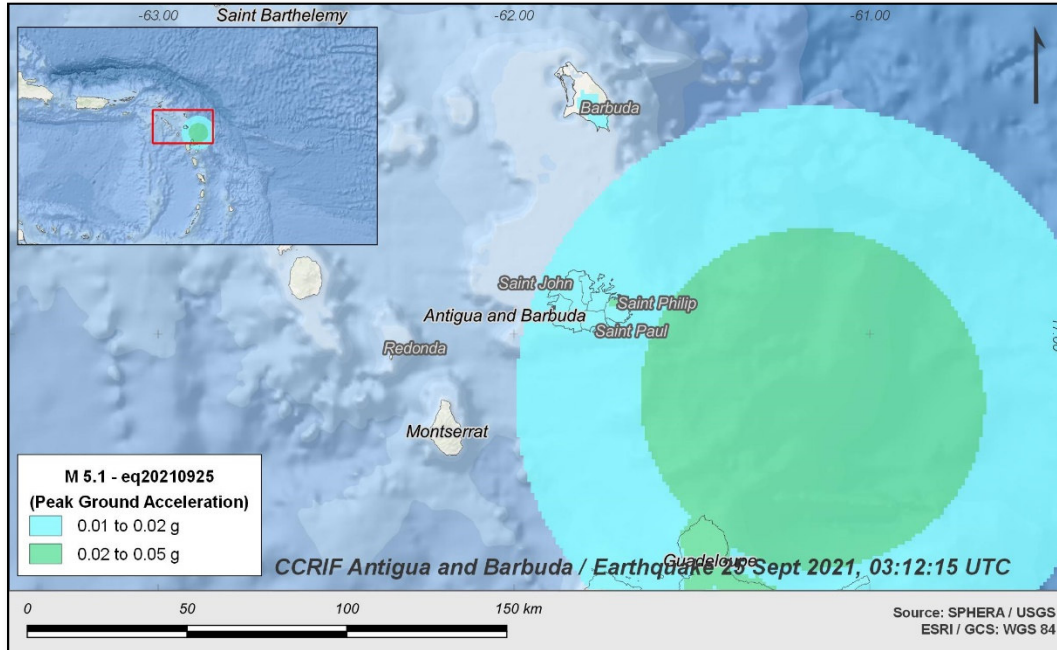 -63.00
Saint Barthelemy
-62.00
-61.00
Barbuda
Saint John
Saint Philip
Antigua and Barbuda
Saint Paul
Redonda
Montserrat
Guadeloupe
M 5.1 - eq20210925
(Peak Ground Acceleration)
0.01 to 0.02 g
0.02 to 0.05 g
CCRIF Antigua and Barbuda / Earthquake 25 Sept 2021, 03:12:15 UTC
0 50 100 150 km
Source: SPHERA / USGS
ESRI / GCS: WGS 84